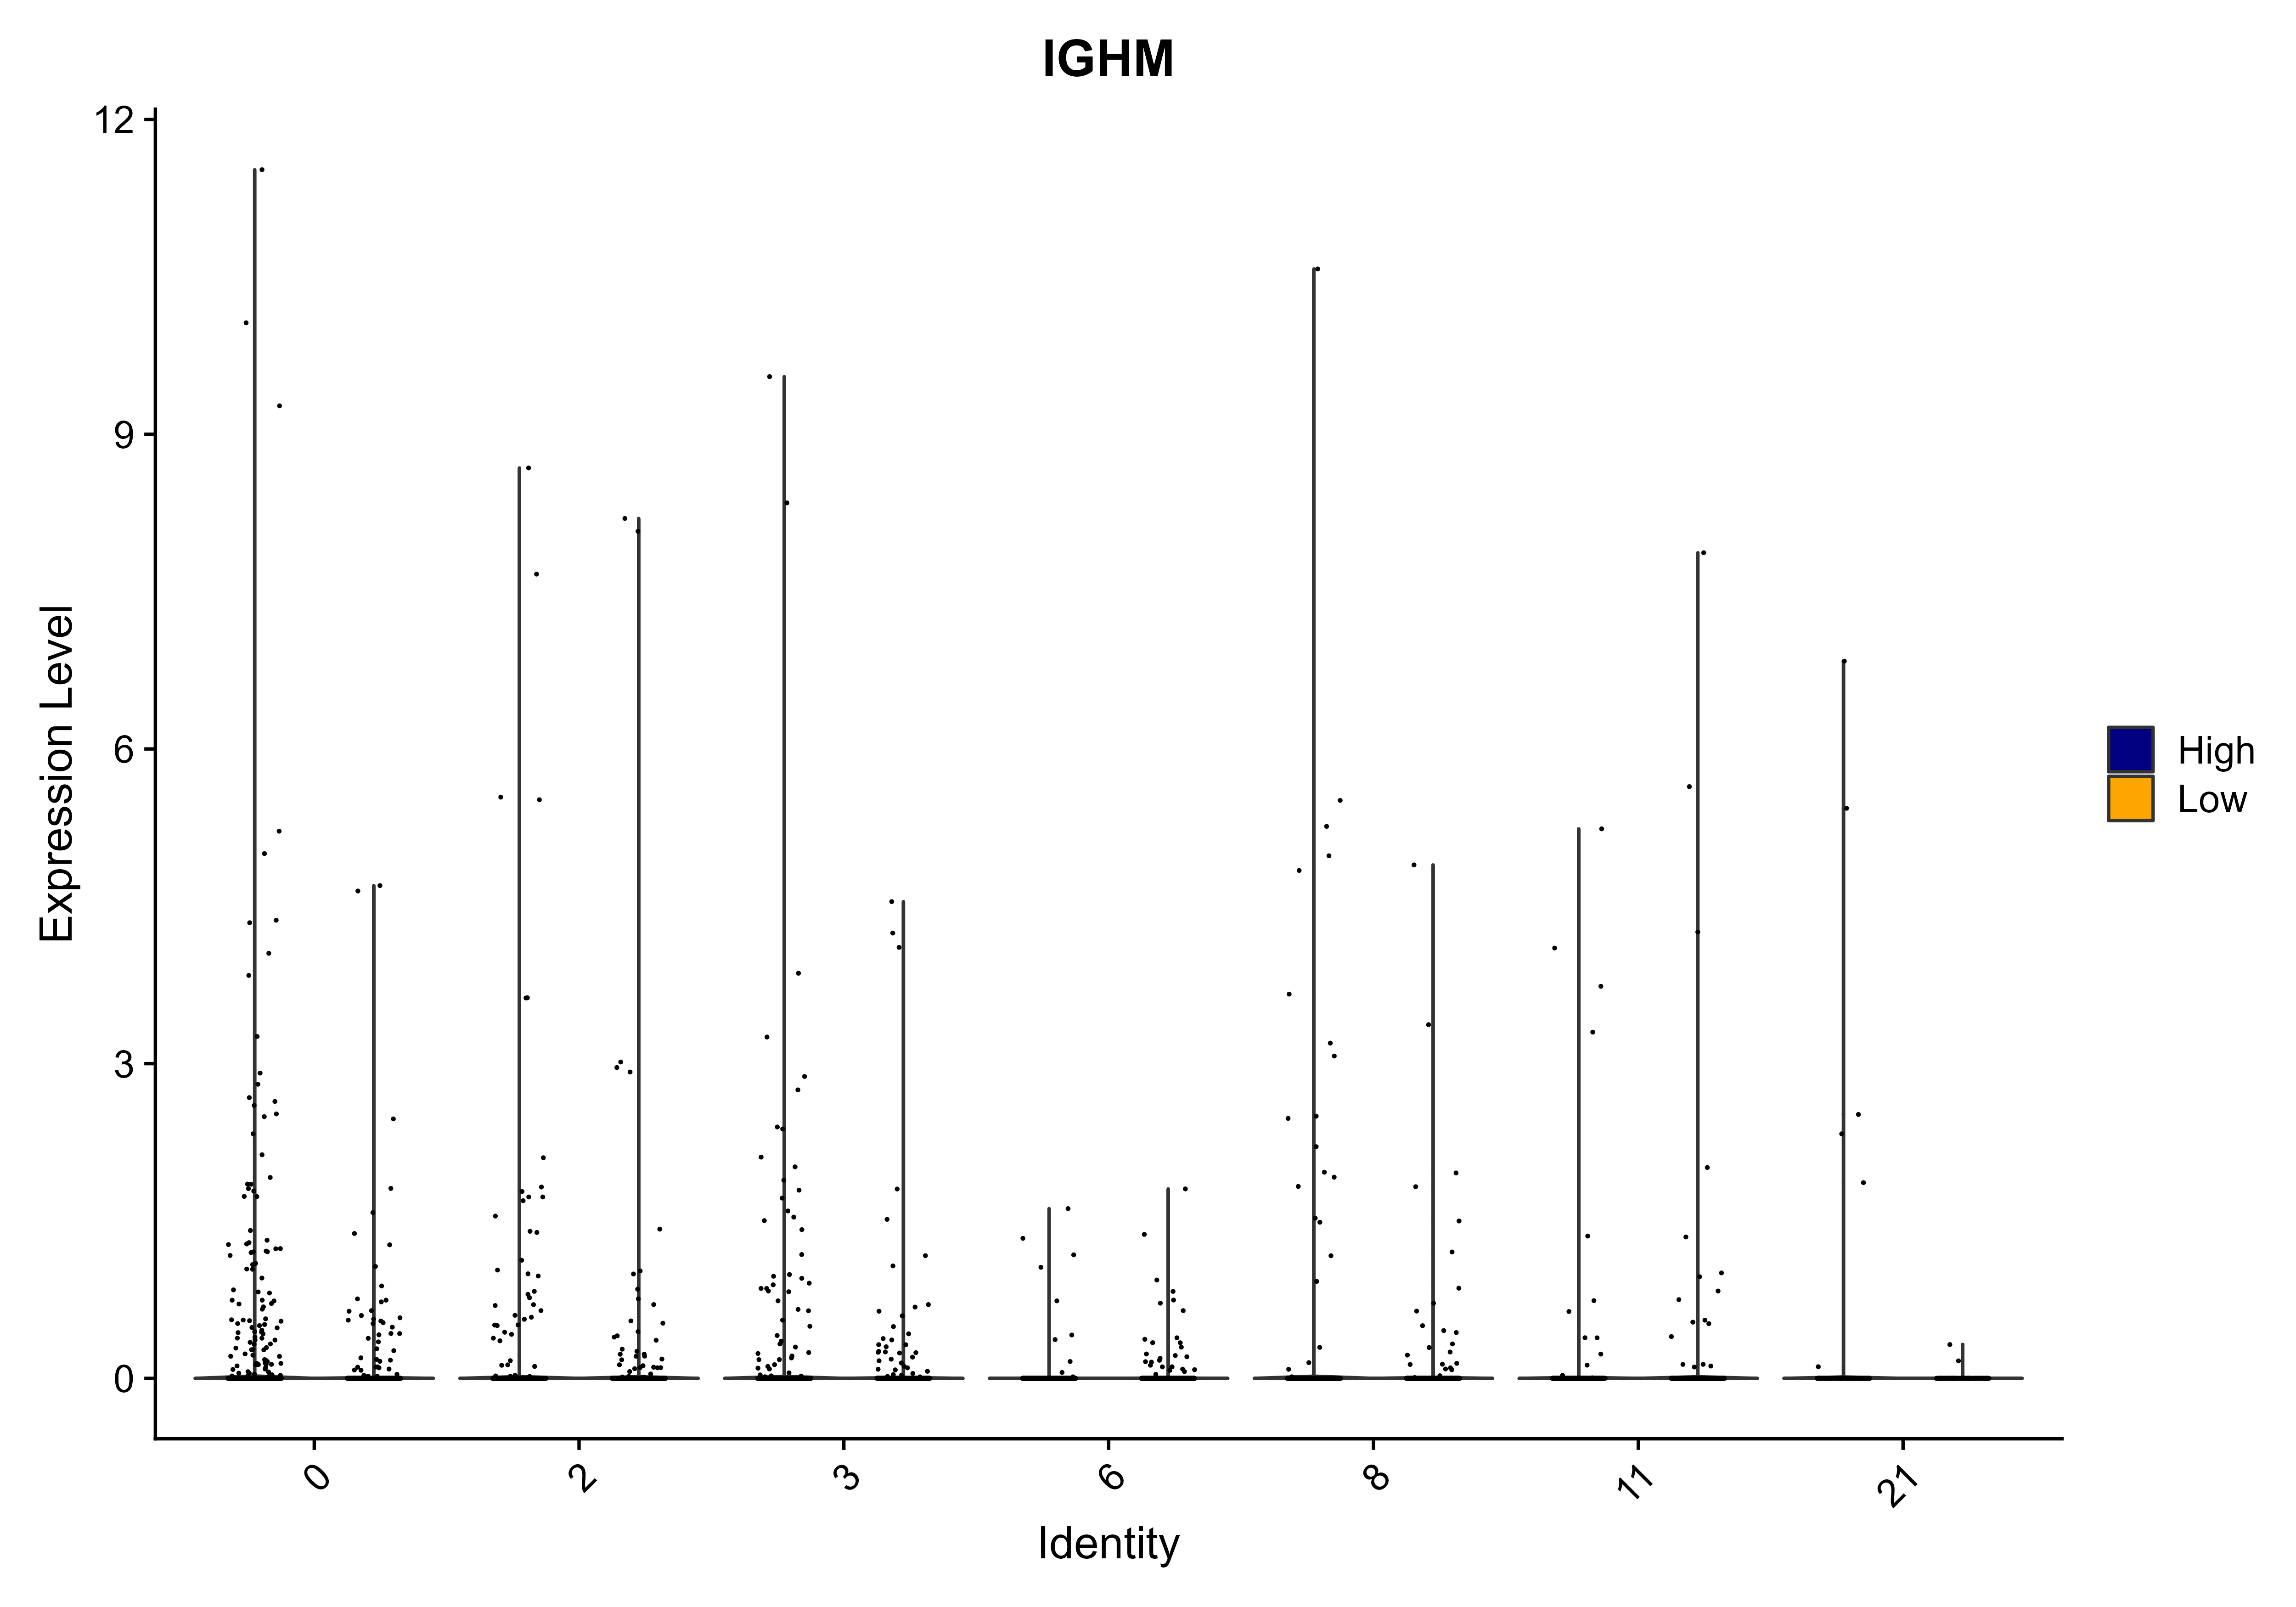 IGHM
12
9
6
3
0
Expression Level
0 2 3 6 8 11 21
Identity
High
Low